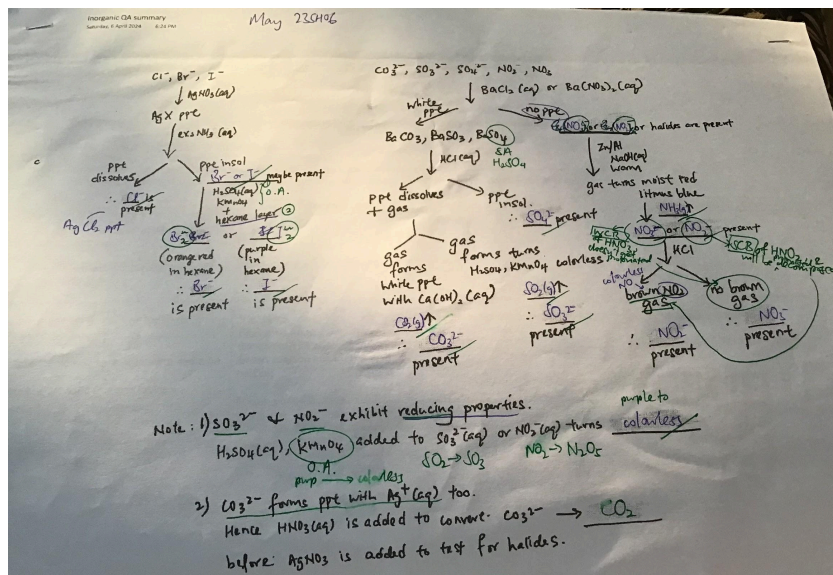 Inorganic QA summary
Saturday, 6 April 2024 8:24 PM
May 23CH06
Cl⁻, Br⁻, I⁻
↓ AgNO3(aq)
AgX ppt
↓ exs NH3(aq)
ppt dissolves
∴ Cl⁻ is present
AgCl, ppt
ppt insol
Br⁻ or I⁻ maybe present
H2SO4(aq)
KMnO4
O.A.
+ hexane layer ②
or
(orange red in hexane)
∴ Br⁻ is present
(purple in hexane)
∴ I⁻ is present
CO3²⁻, SO3²⁻, SO4²⁻, NO2⁻, NO3
↓ BaCl2(aq) or Ba(NO3)2(aq)
white ppt
BaCO3, BaSO3, BaSO4
SA
H2SO4
↓ HCl(aq)
ppt dissolves + gas
ppt insol.
∴ SO4²⁻ present
gas forms white ppt with Ca(OH)2(aq)
CO2(g)↑
∴ CO3²⁻ present
gas forms turns H2SO4, KMnO4 colorless
SO2(g)↑
∴ SO3²⁻ present
no ppt
or halides are present
Zn/Al
NaOH(aq)
warm
gas turns moist red litmus blue
NH3(g)↑
NO2⁻ or NO3⁻ present
↓ HCl
SCB of HNO2
colorless NO
brown NO2 gas
∴ NO2⁻ present
no brown gas
∴ NO3⁻ present
Note: 1) SO3²⁻ & NO2⁻ exhibit reducing properties.
H2SO4(aq), KMnO4 added to SO3²⁻(aq) or NO2⁻(aq) turns purple to colorless
O.A.
purp → colorless
SO2 → SO3
NO2 → N2O5
2) CO3²⁻ forms ppt with Ag⁺(aq) too.
Hence HNO3(aq) is added to convert CO3²⁻ → CO2
before AgNO3 is added to test for halides.